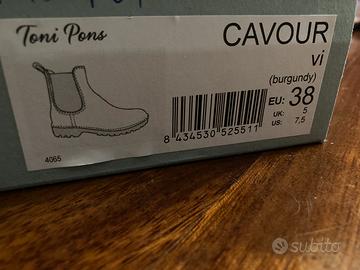 Toni Pons
CAVOUR
vi
(burgundy)
EU: 38
UK: 5
US: 7,5
8 434530 525511
4065
subito